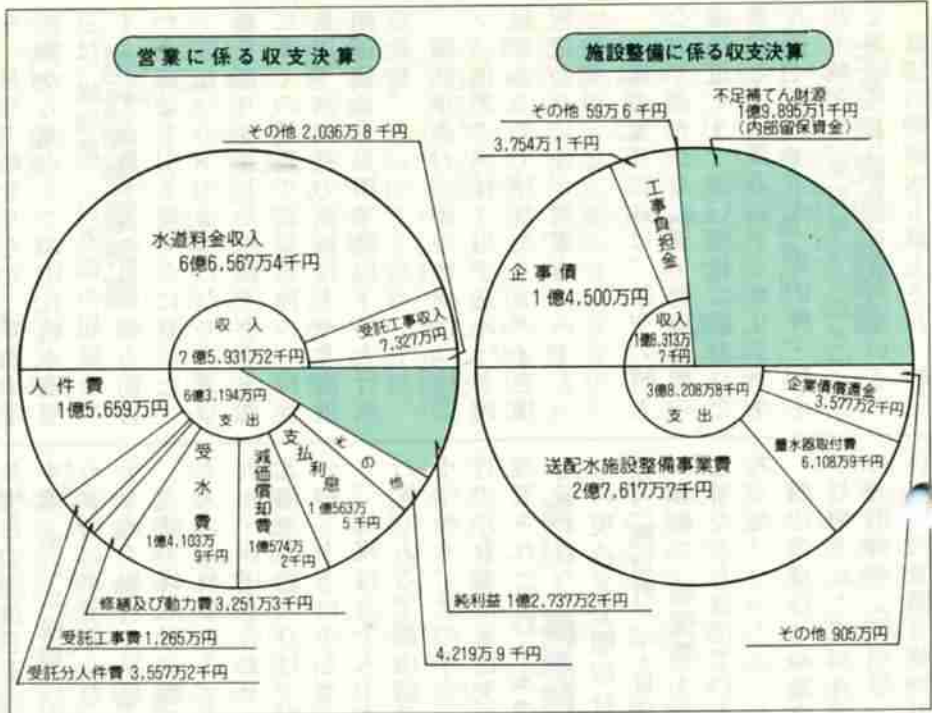 営業に係る収支決算
その他 2.036万8千円
水道料金収入
6億6.567万4千円
収入
7億5.931万2千円
受託工事収入
7.327万円
人件費
1億5.659万円
6億3.194万円
支出
受水費
1億4.103万
9千円
減価償却費
1億574万
2千円
支払利息
1億563万
5千円
その他
修繕及び動力費 3,251万3千円
受託工事費 1.265万円
受託分人件費 3.557万2千円
純利益 1億2.737万2千円
4.219万9千円
施設整備に係る収支決算
その他 59万6千円
3.754万1千円
不足補てん財源
1億9.895万1千円
(内部留保資金)
工事負担金
企事債
1億4.500万円
収入
1億8.313万
7千円
3億8.208万8千円
支出
企業債償還金
3.577万2千円
量水器取付費
6.108万9千円
送配水施設整備事業費
2億7,617万7千円
その他 905万円